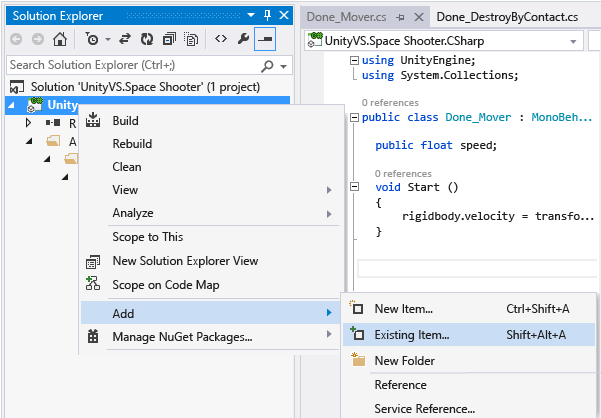 Solution Explorer
Search Solution Explorer (Ctrl+;)
Solution 'UnityVS.Space Shooter' (1 project)
Unity
R
A
Build
Rebuild
Clean
View
Analyze
Scope to This
New Solution Explorer View
Scope on Code Map
Add
Manage NuGet Packages...
New Item... Ctrl+Shift+A
Existing Item... Shift+Alt+A
New Folder
Reference
Service Reference...
Done_Mover.cs
Done_DestroyByContact.cs
UnityVS.Space Shooter.CSharp
using UnityEngine;
using System.Collections;
0 references
public class Done_Mover : MonoBeh...
public float speed;
0 references
void Start ()
{
rigidbody.velocity = transfo...
}